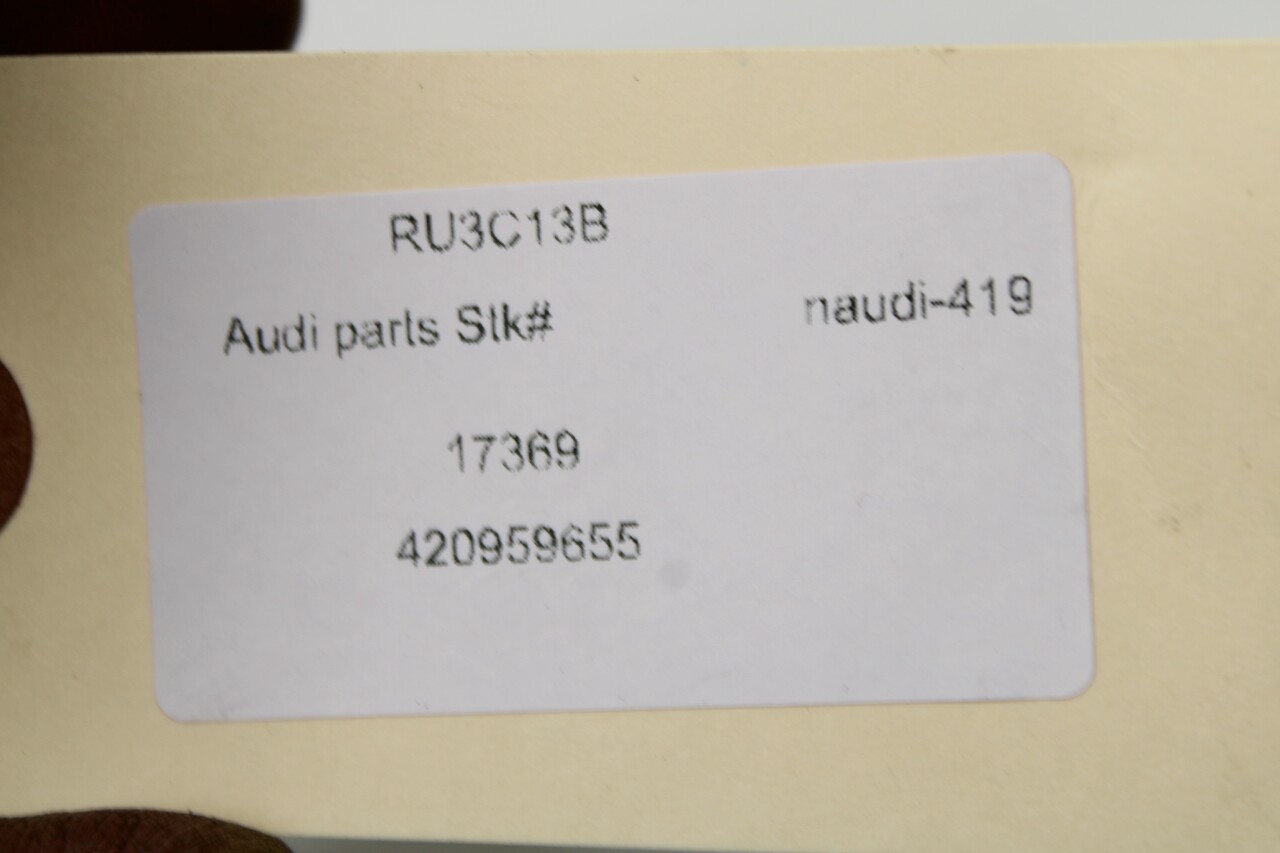 RU3C13B
Audi parts Stk# naudi-419
17369
420959655